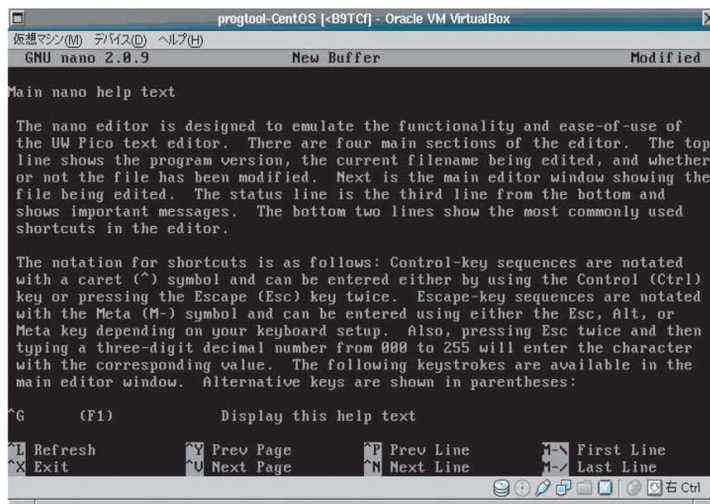 progtool-CentOS [<B9TCf] - Oracle VM VirtualBox
仮想マシン(M) デバイス(D) ヘルプ(H)
GNU nano 2.0.9 New Buffer Modified
Main nano help text
The nano editor is designed to emulate the functionality and ease-of-use of
the UW Pico text editor. There are four main sections of the editor. The top
line shows the program version, the current filename being edited, and whether
or not the file has been modified. Next is the main editor window showing the
file being edited. The status line is the third line from the bottom and
shows important messages. The bottom two lines show the most commonly used
shortcuts in the editor.
The notation for shortcuts is as follows: Control-key sequences are notated
with a caret (^) symbol and can be entered either by using the Control (Ctrl)
key or pressing the Escape (Esc) key twice. Escape-key sequences are notated
with the Meta (M-) symbol and can be entered using either the Esc, Alt, or
Meta key depending on your keyboard setup. Also, pressing Esc twice and then
typing a three-digit decimal number from 000 to 255 will enter the character
with the corresponding value. The following keystrokes are available in the
main editor window. Alternative keys are shown in parentheses:
^G (F1) Display this help text
^L Refresh ^Y Prev Page ^P Prev Line M-\ First Line
^X Exit ^V Next Page ^N Next Line M-/ Last Line
右 Ctrl